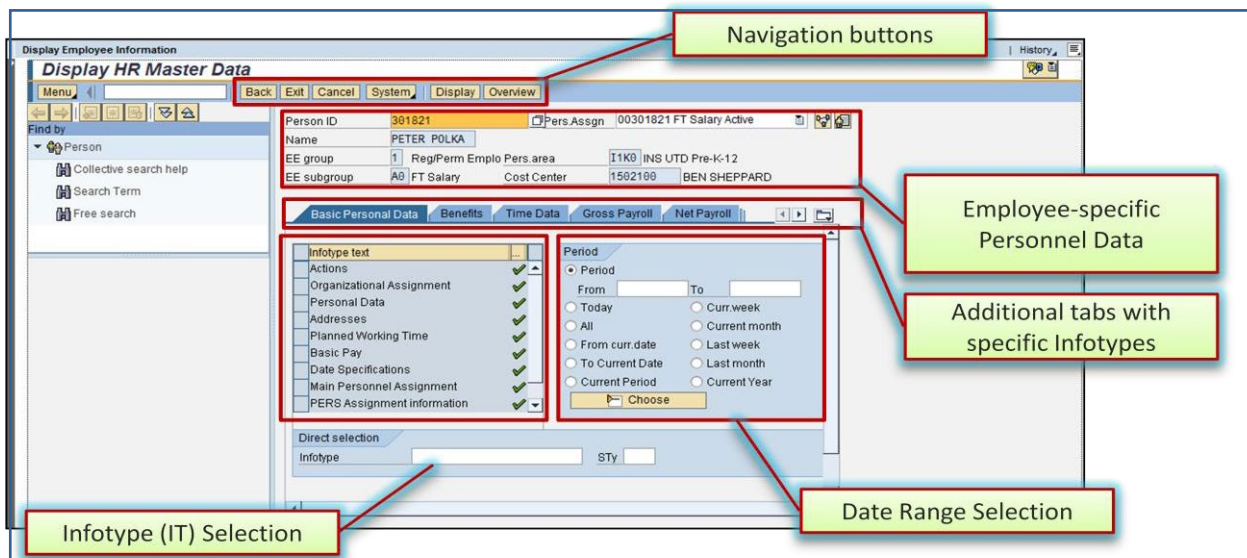 Navigation buttons
Display Employee Information
History
Display HR Master Data
Menu Back Exit Cancel System Display Overview
Find by
Person
Collective search help
Search Term
Free search
Person ID 301821 Pers.Assgn 00301821 FT Salary Active
Name PETER POLKA
EE group 1 Reg/Perm Emplo Pers.area I1K0 INS UTD Pre-K-12
EE subgroup A0 FT Salary Cost Center 1502100 BEN SHEPPARD
Basic Personal Data Benefits Time Data Gross Payroll Net Payroll
Infotype text ...
Actions
Organizational Assignment
Personal Data
Addresses
Planned Working Time
Basic Pay
Date Specifications
Main Personnel Assignment
PERS Assignment information
Period
Period
From To
Today Curr.week
All Current month
From curr.date Last week
To Current Date Last month
Current Period Current Year
Choose
Direct selection
Infotype STy
Employee-specific
Personnel Data
Additional tabs with
specific Infotypes
Date Range Selection
Infotype (IT) Selection